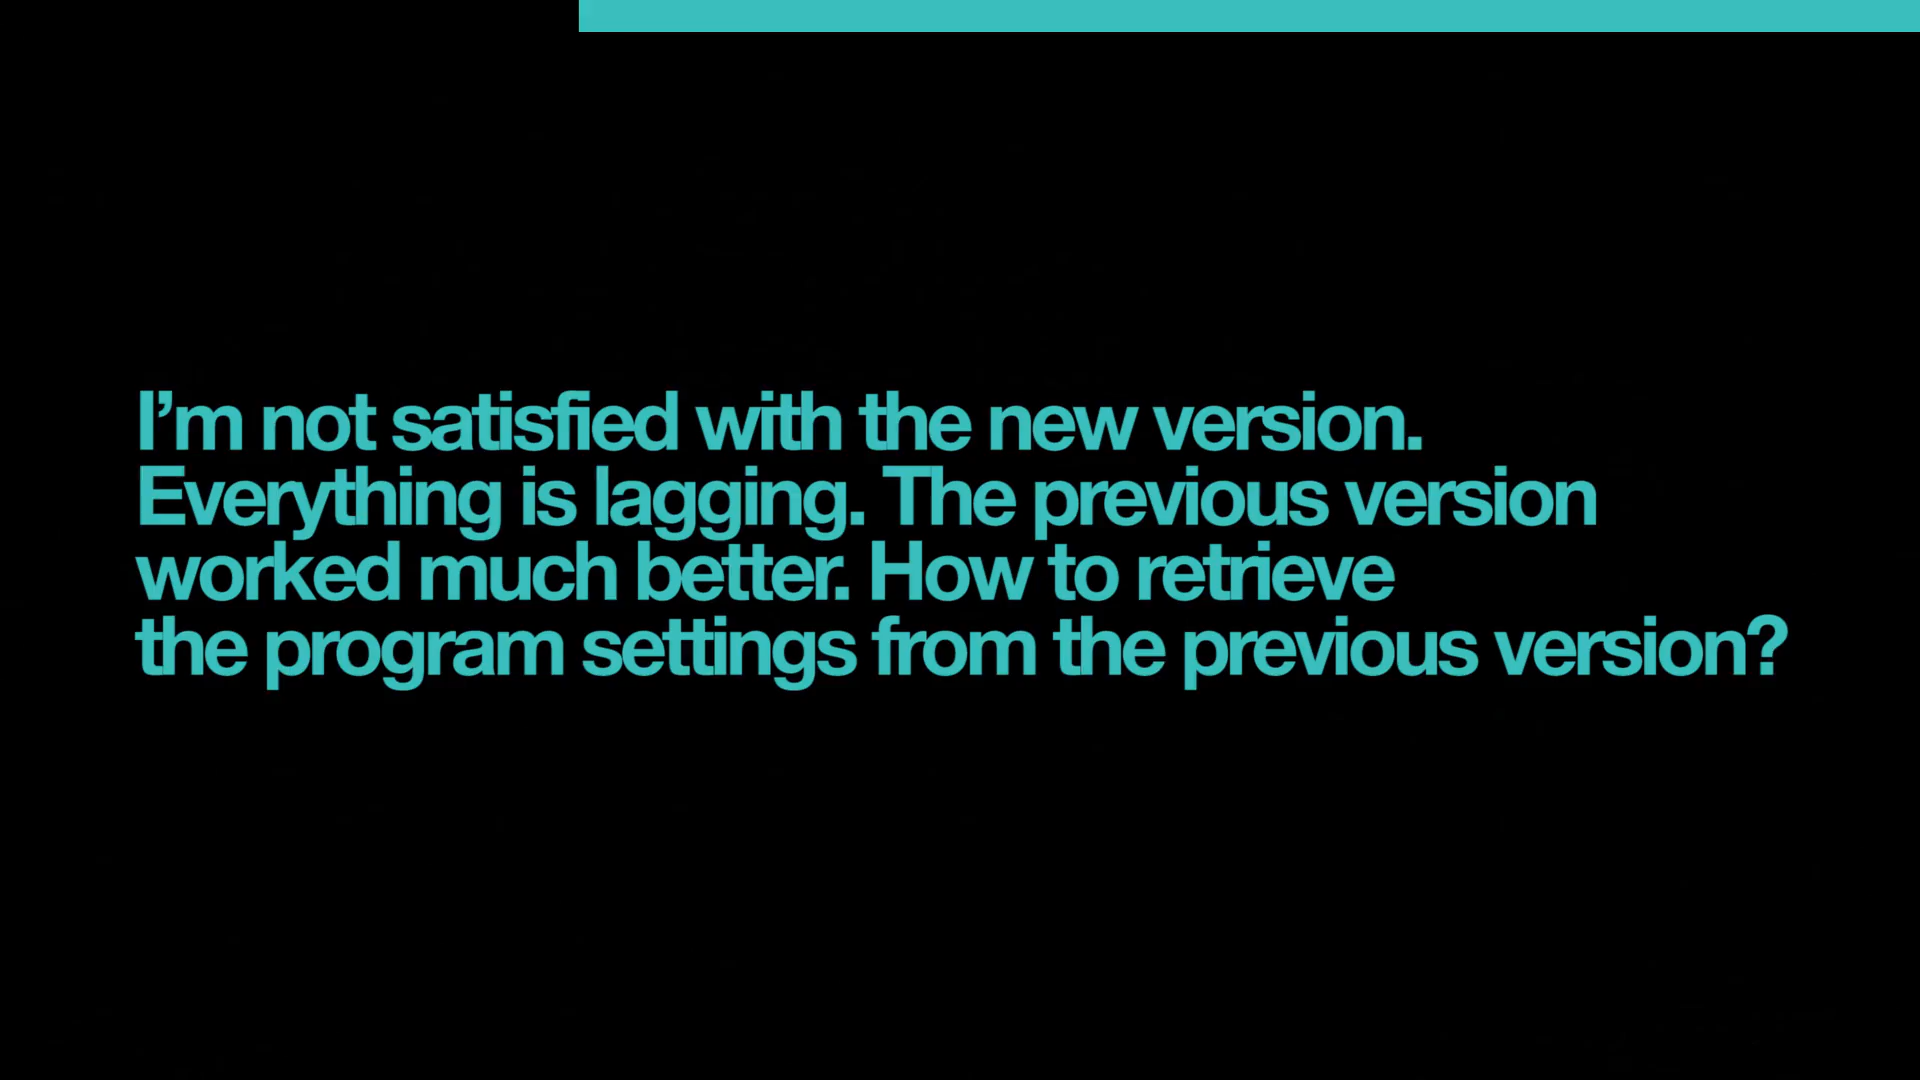 I’m not satisfied with the new version.
Everything is lagging. The previous version
worked much better. How to retrieve
the program settings from the previous version?